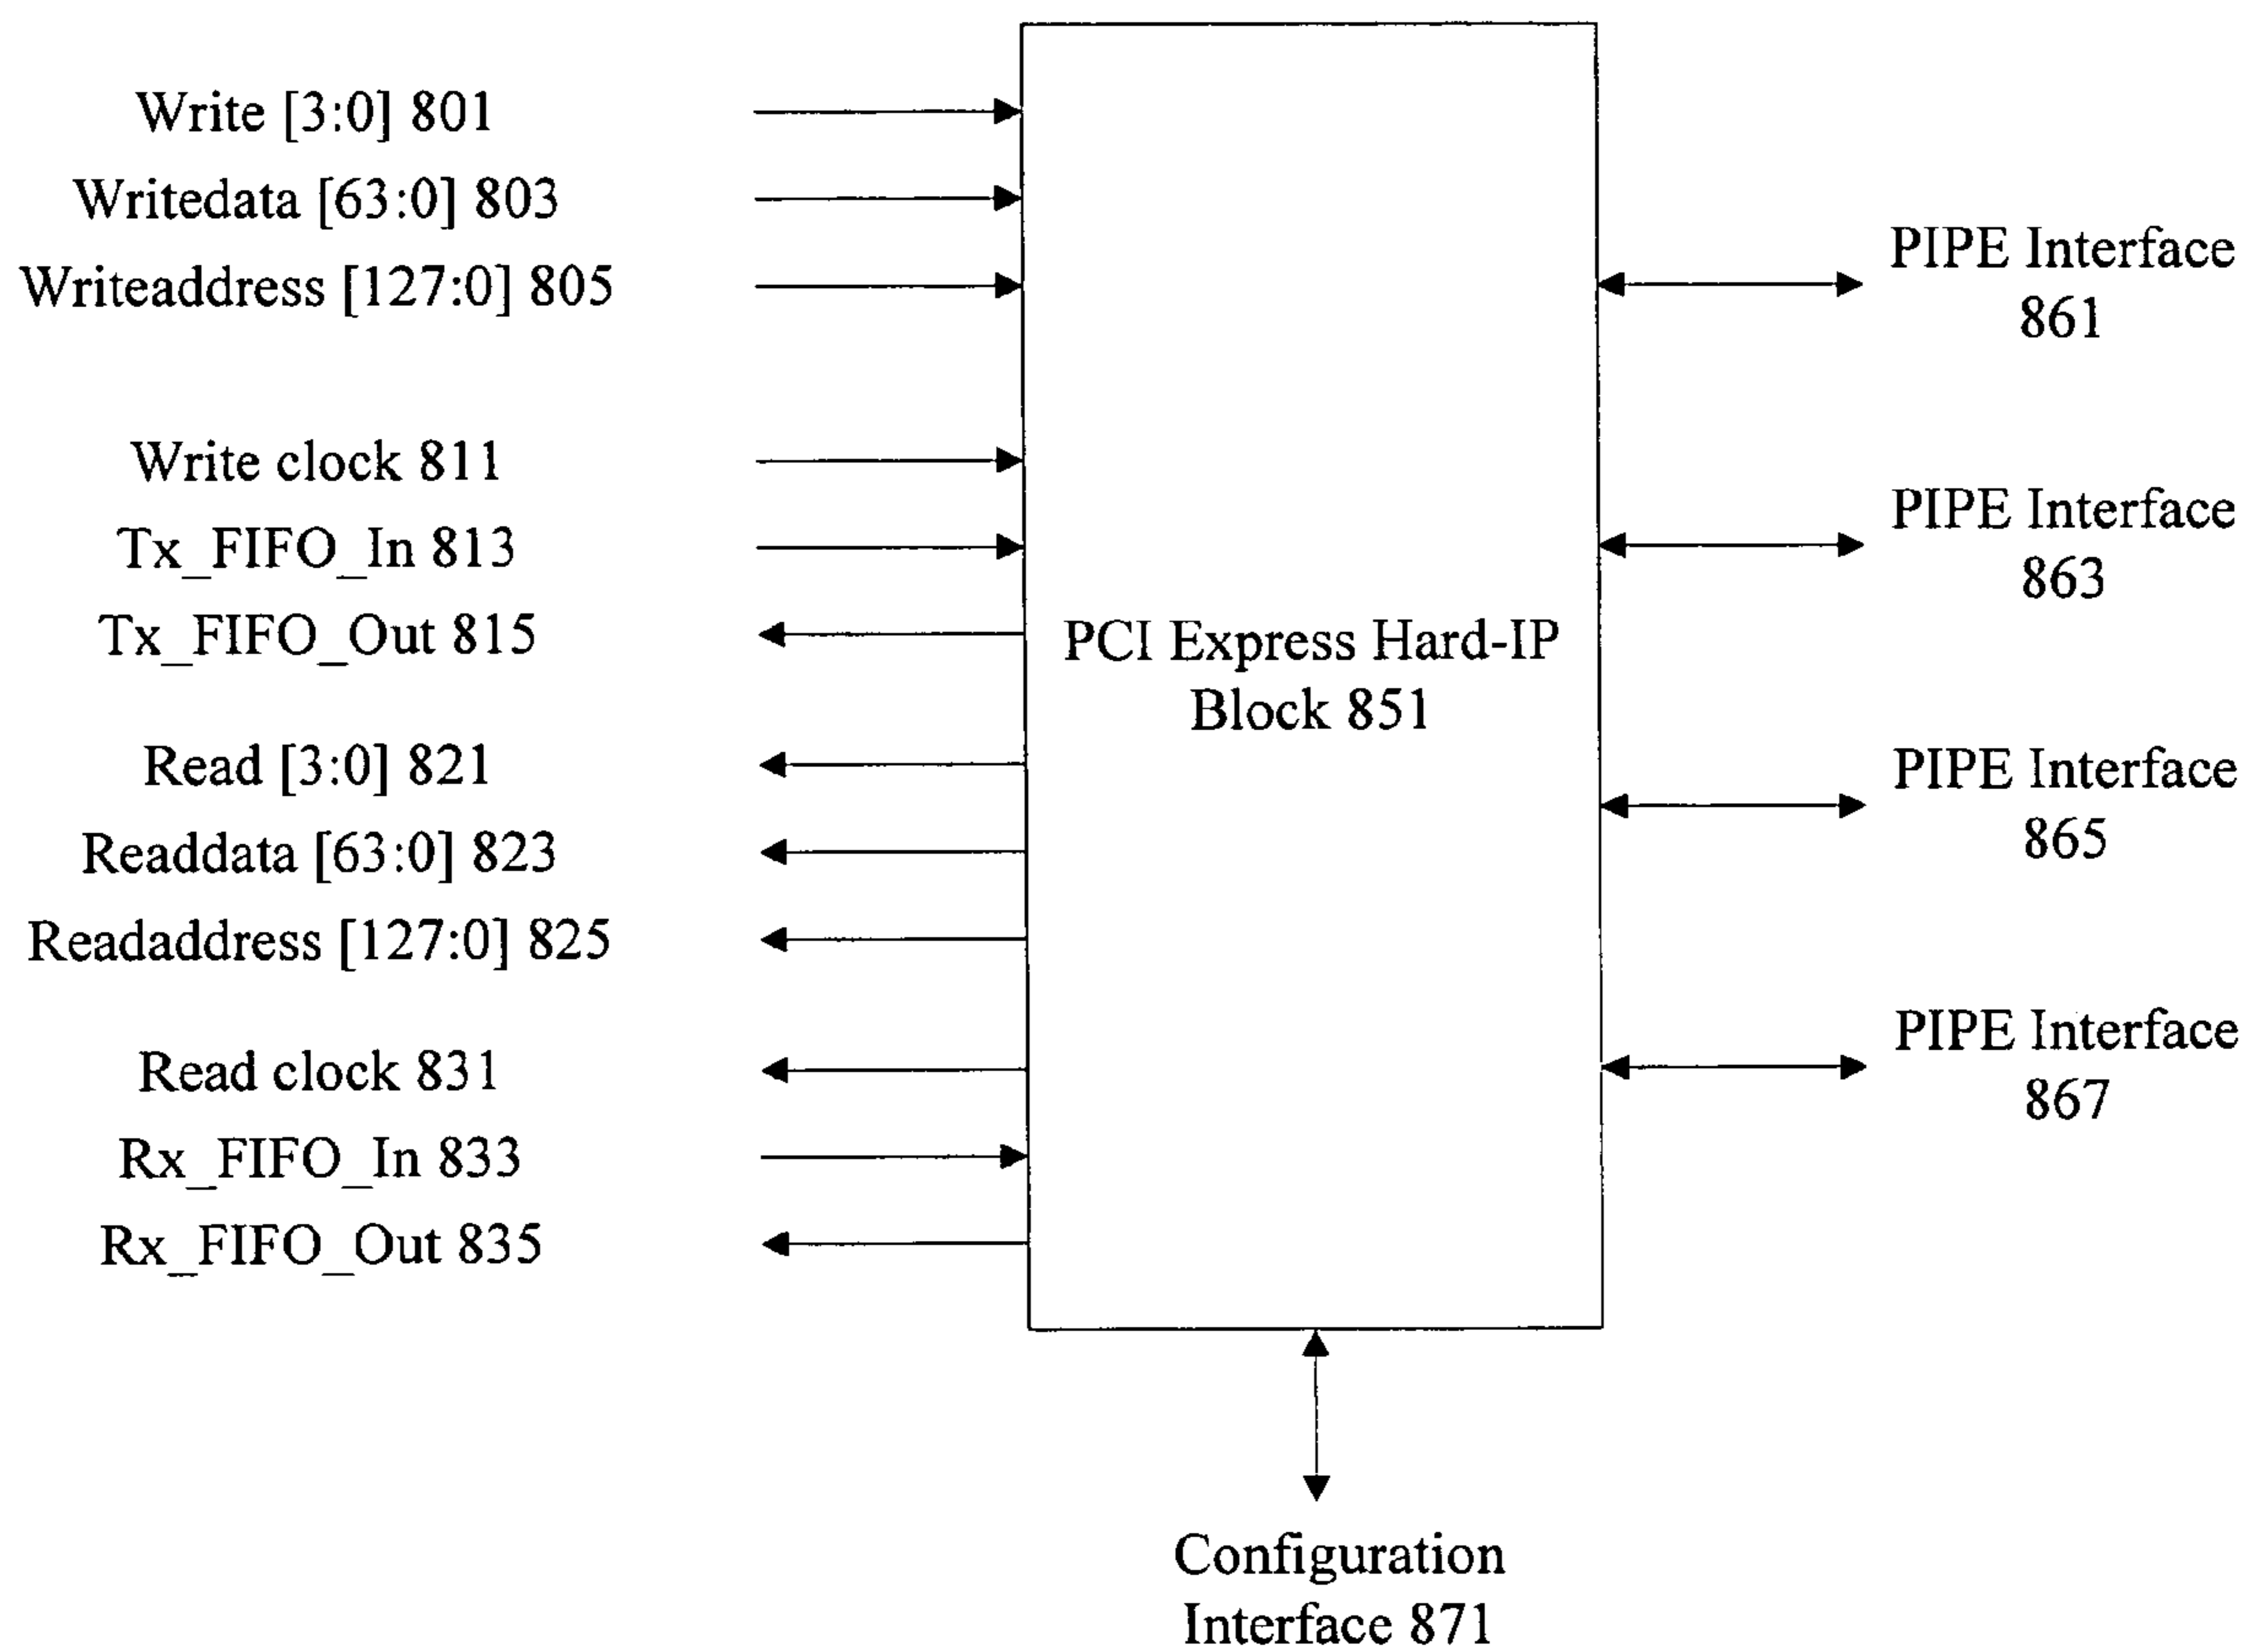 Write [3:0] 801
Writedata [63:0] 803
Writeaddress [127:0] 805
Write clock 811
Tx_FIFO_In 813
Tx_FIFO_Out 815
Read [3:0] 821
Readdata [63:0] 823
Readaddress [127:0] 825
Read clock 831
Rx_FIFO_In 833
Rx_FIFO_Out 835
PCI Express Hard-IP
Block 851
PIPE Interface
861
PIPE Interface
863
PIPE Interface
865
PIPE Interface
867
Configuration
Interface 871